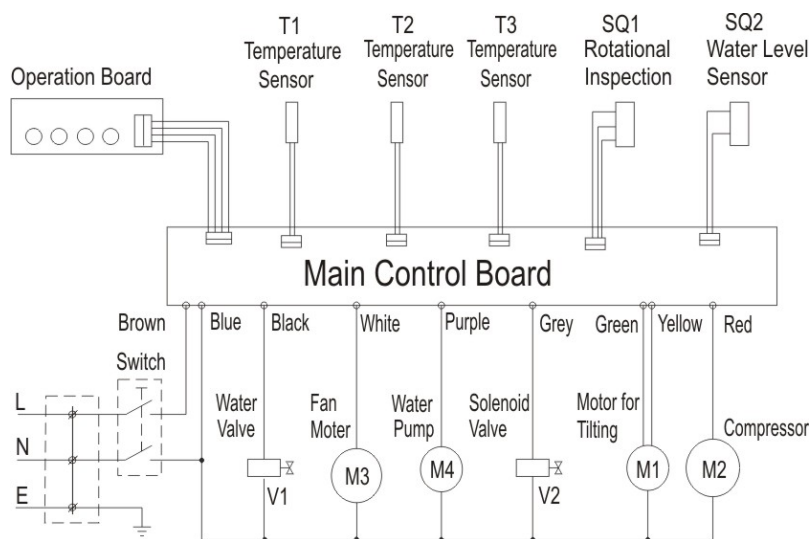 T1
Temperature
Sensor
T2
Temperature
Sensor
T3
Temperature
Sensor
SQ1
Rotational
Inspection
SQ2
Water Level
Sensor
Operation Board
Main Control Board
Brown
Blue
Black
White
Purple
Grey
Green
Yellow
Red
Switch
L
N
E
Water
Valve
V1
Fan
Moter
M3
Water
Pump
M4
Solenoid
Valve
V2
Motor for
Tilting
M1
Compressor
M2